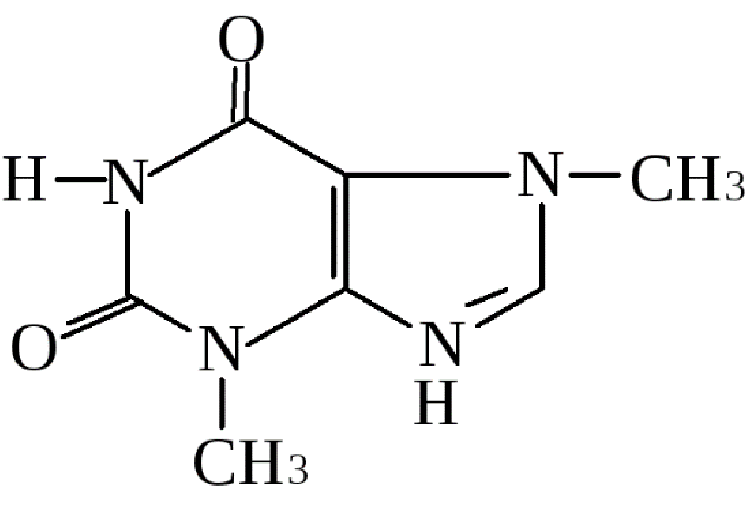 O
H N N CH3
O N N
H
CH3